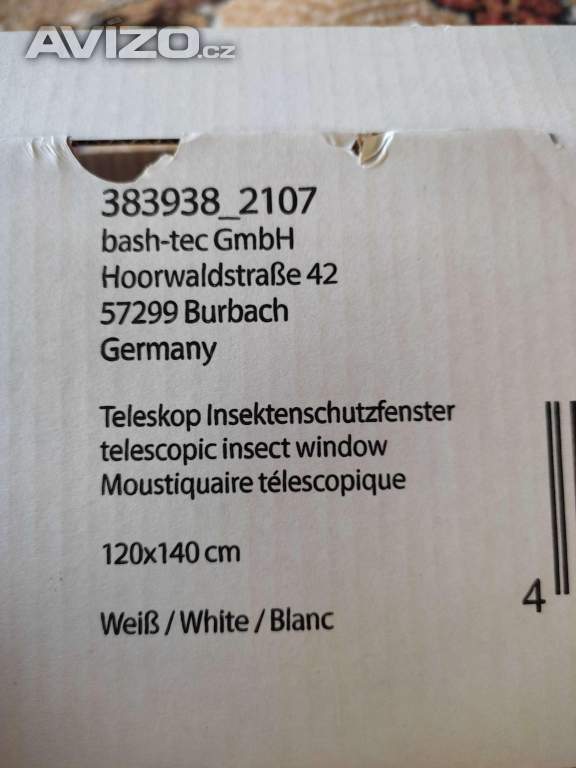 AVÍZO.cz
383938_2107
bash-tec GmbH
Hoorwaldstraße 42
57299 Burbach
Germany
Teleskop Insektenschutzfenster
telescopic insect window
Moustiquaire télescopique
120x140 cm
4
Weiß / White / Blanc